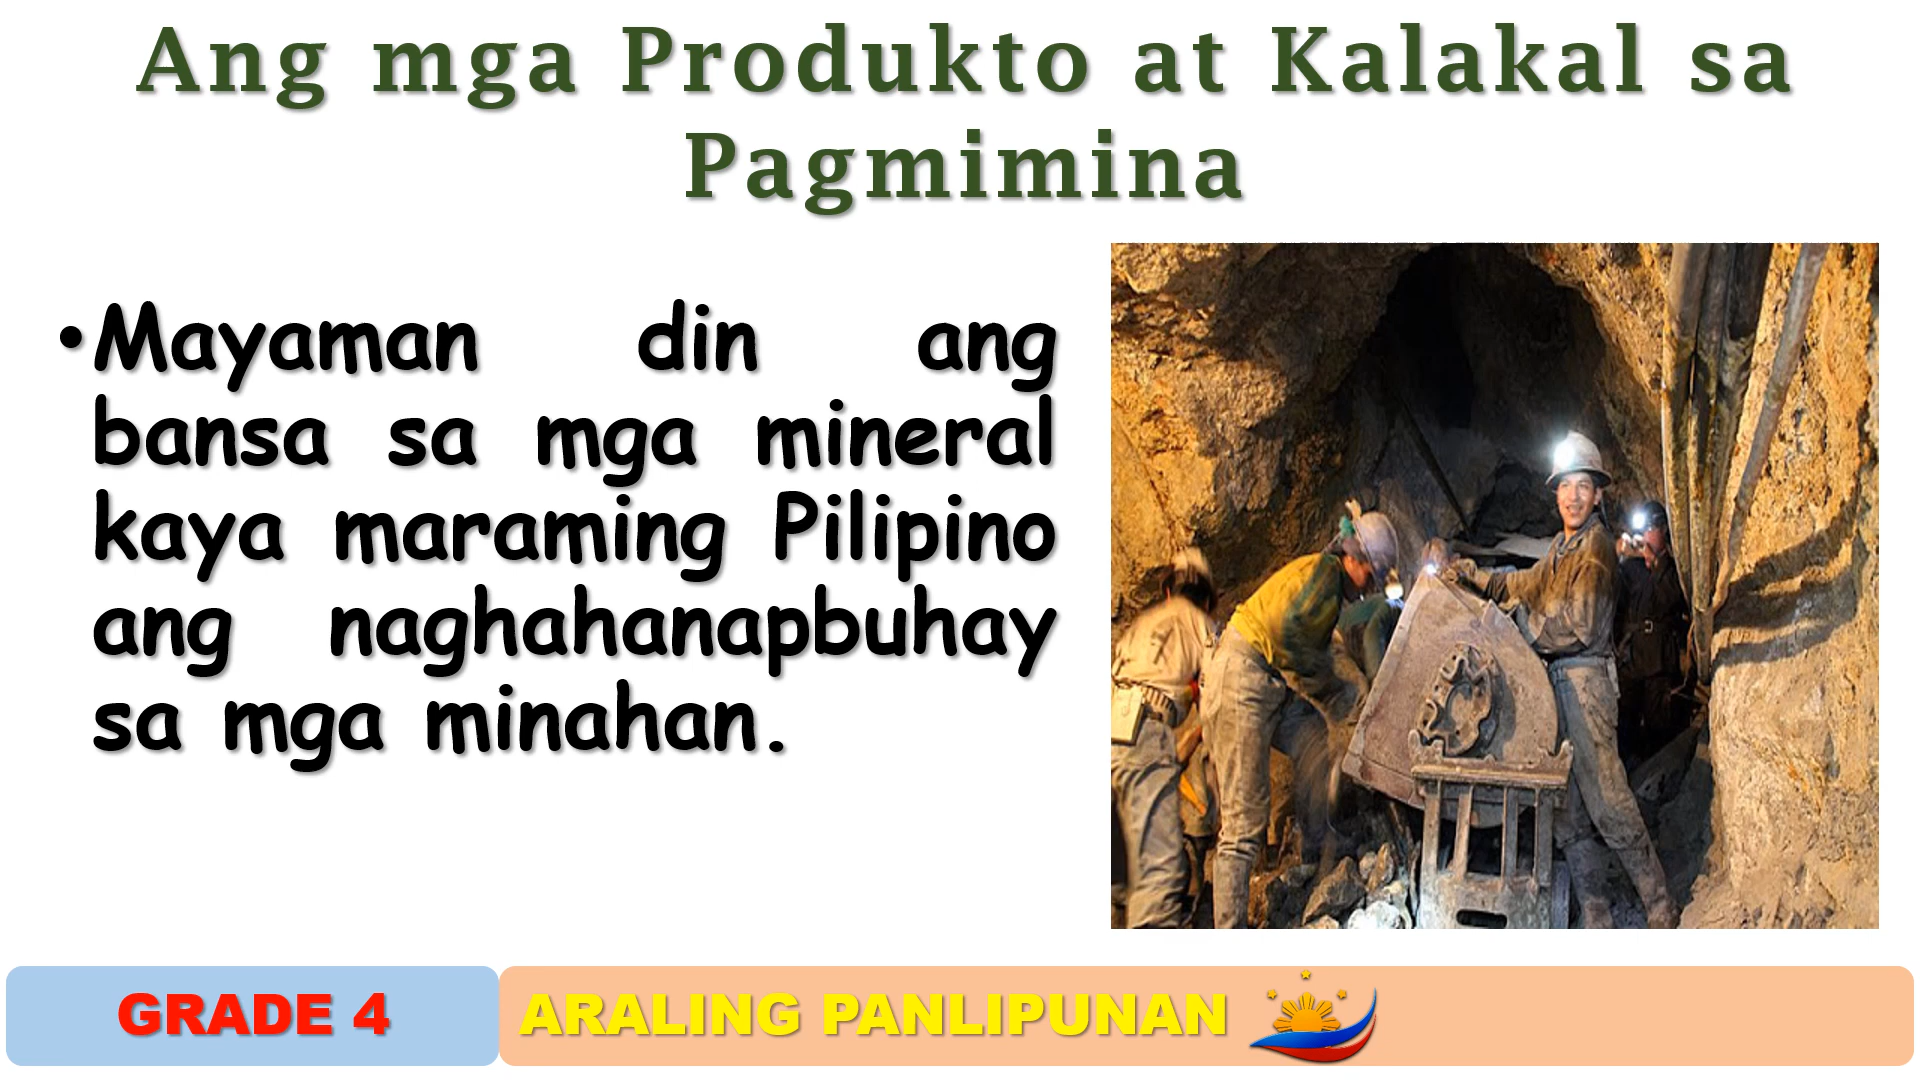 Ang mga Produkto at Kalakal sa
Pagmimina
•Mayaman din ang
bansa sa mga mineral
kaya maraming Pilipino
ang naghahanapbuhay
sa mga minahan.
GRADE 4
ARALING PANLIPUNAN